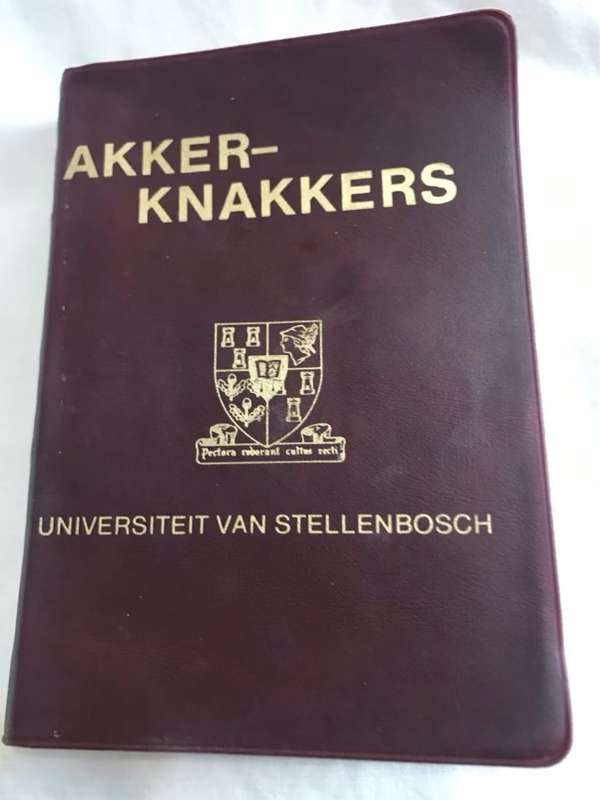 AKKER-
KNAKKERS
Pectora roborant cultus recti
UNIVERSITEIT VAN STELLENBOSCH